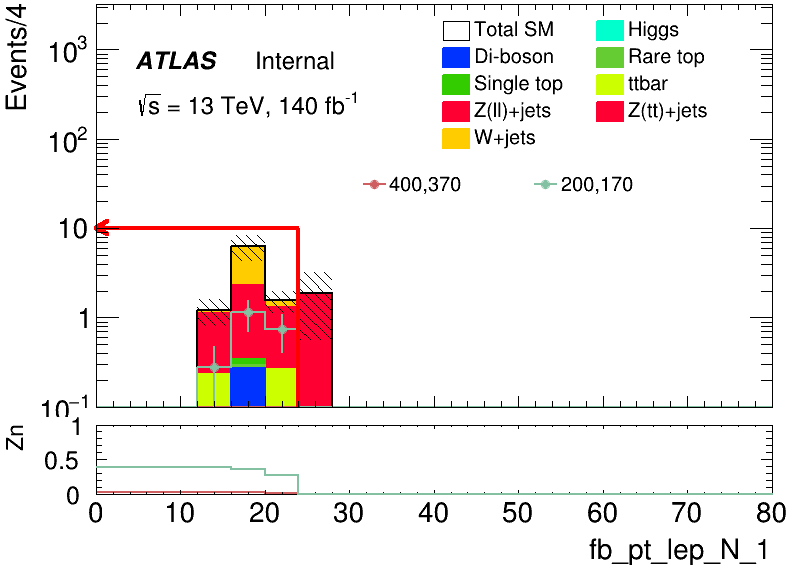 Events/4
10³
10²
10
1
10⁻¹
ATLAS Internal
√s = 13 TeV, 140 fb⁻¹
Total SM
Higgs
Di-boson
Rare top
Single top
ttbar
Z(ll)+jets
Z(tt)+jets
W+jets
400,370
200,170
Zn
1
0.5
0
0 10 20 30 40 50 60 70 80
fb_pt_lep_N_1